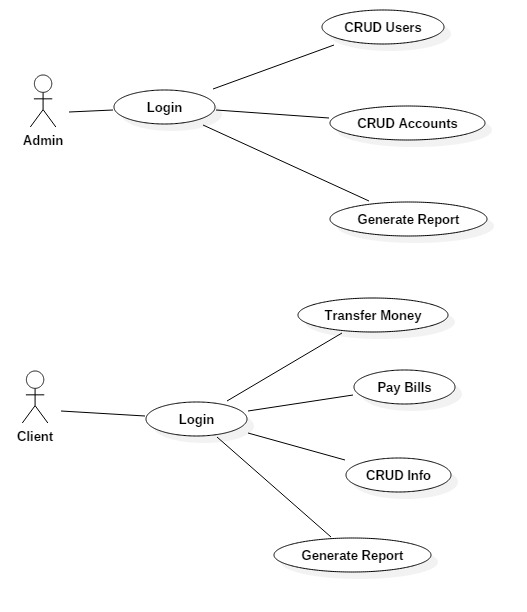 CRUD Users
Login
CRUD Accounts
Admin
Generate Report
Transfer Money
Pay Bills
Login
Client
CRUD Info
Generate Report